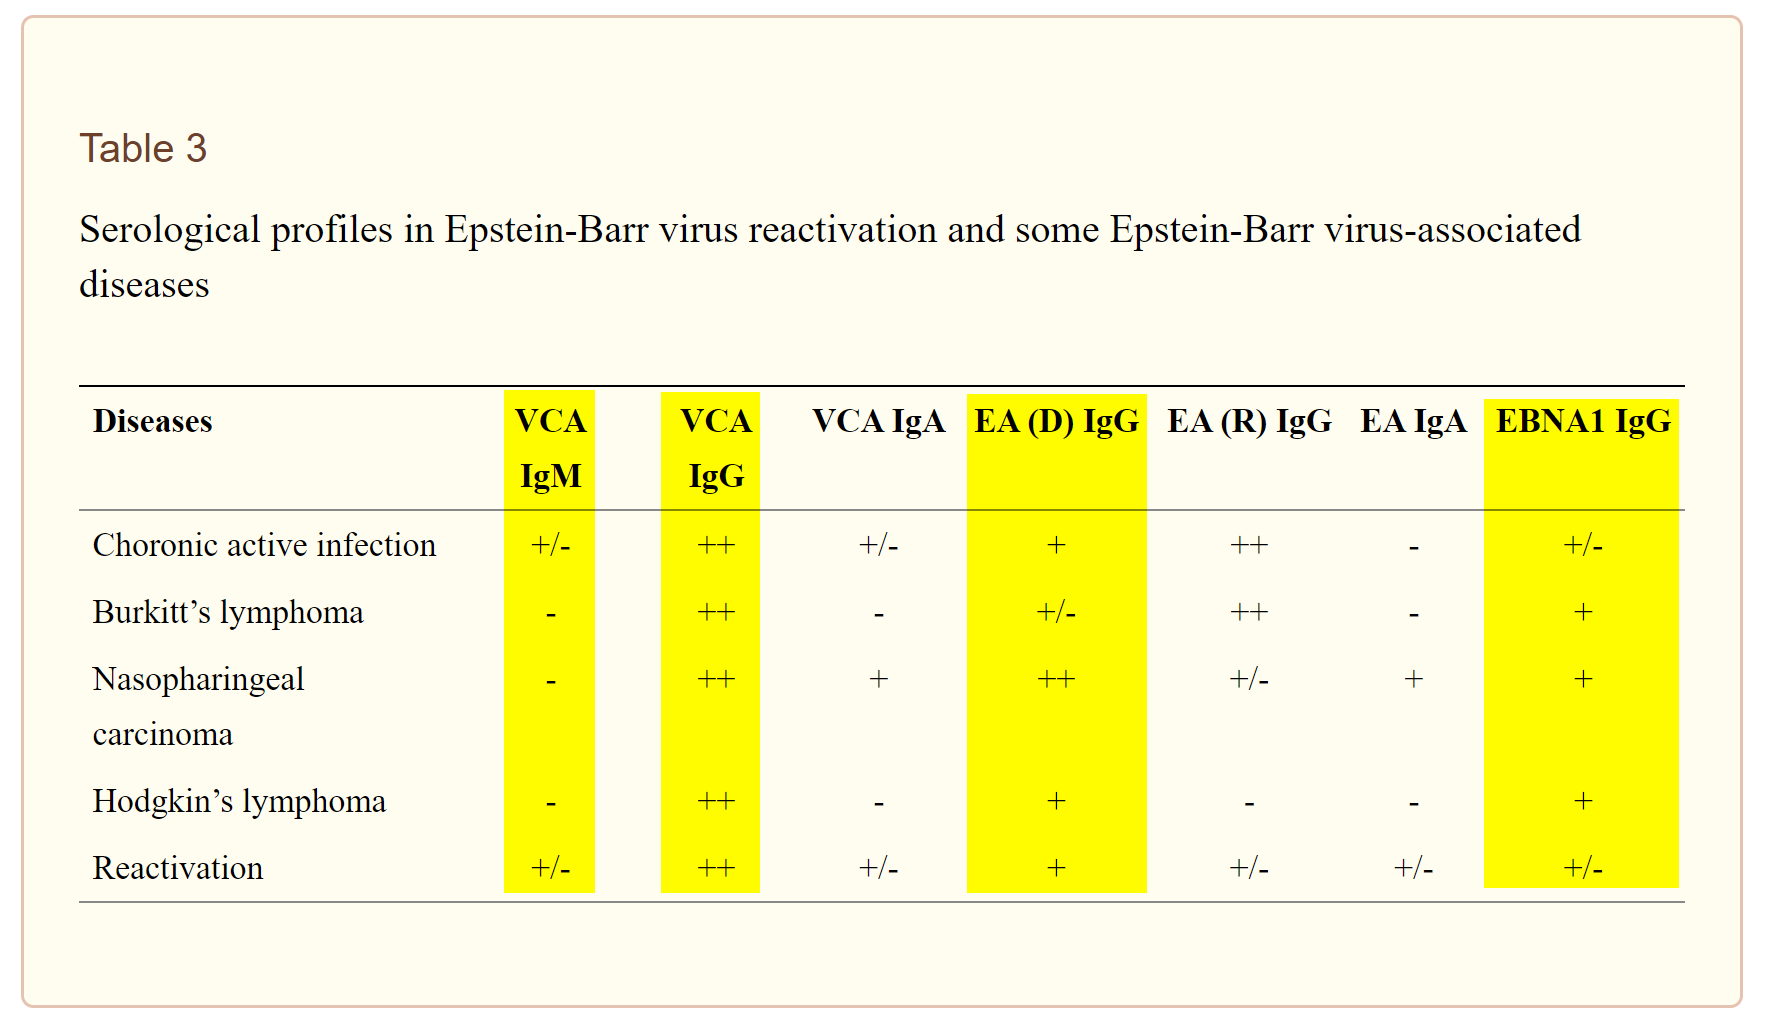 Table 3
Serological profiles in Epstein-Barr virus reactivation and some Epstein-Barr virus-associated
diseases
Diseases VCA IgM VCA IgG VCA IgA EA (D) IgG EA (R) IgG EA IgA EBNA1 IgG
Choronic active infection +/- ++ +/- + ++ - +/-
Burkitt’s lymphoma - ++ - +/- ++ - +
Nasopharingeal carcinoma - ++ + ++ +/- + +
Hodgkin’s lymphoma - ++ - + - - +
Reactivation +/- ++ +/- + +/- +/- +/-